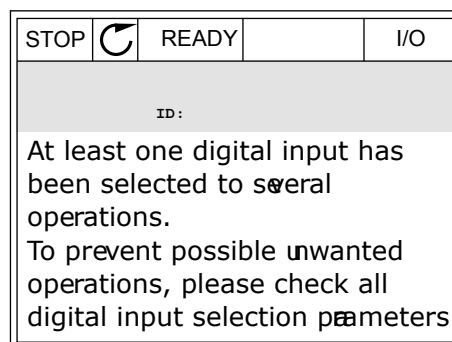 STOP READY I/O
ID:
At least one digital input has
been selected to several
operations.
To prevent possible unwanted
operations, please check all
digital input selection parameters